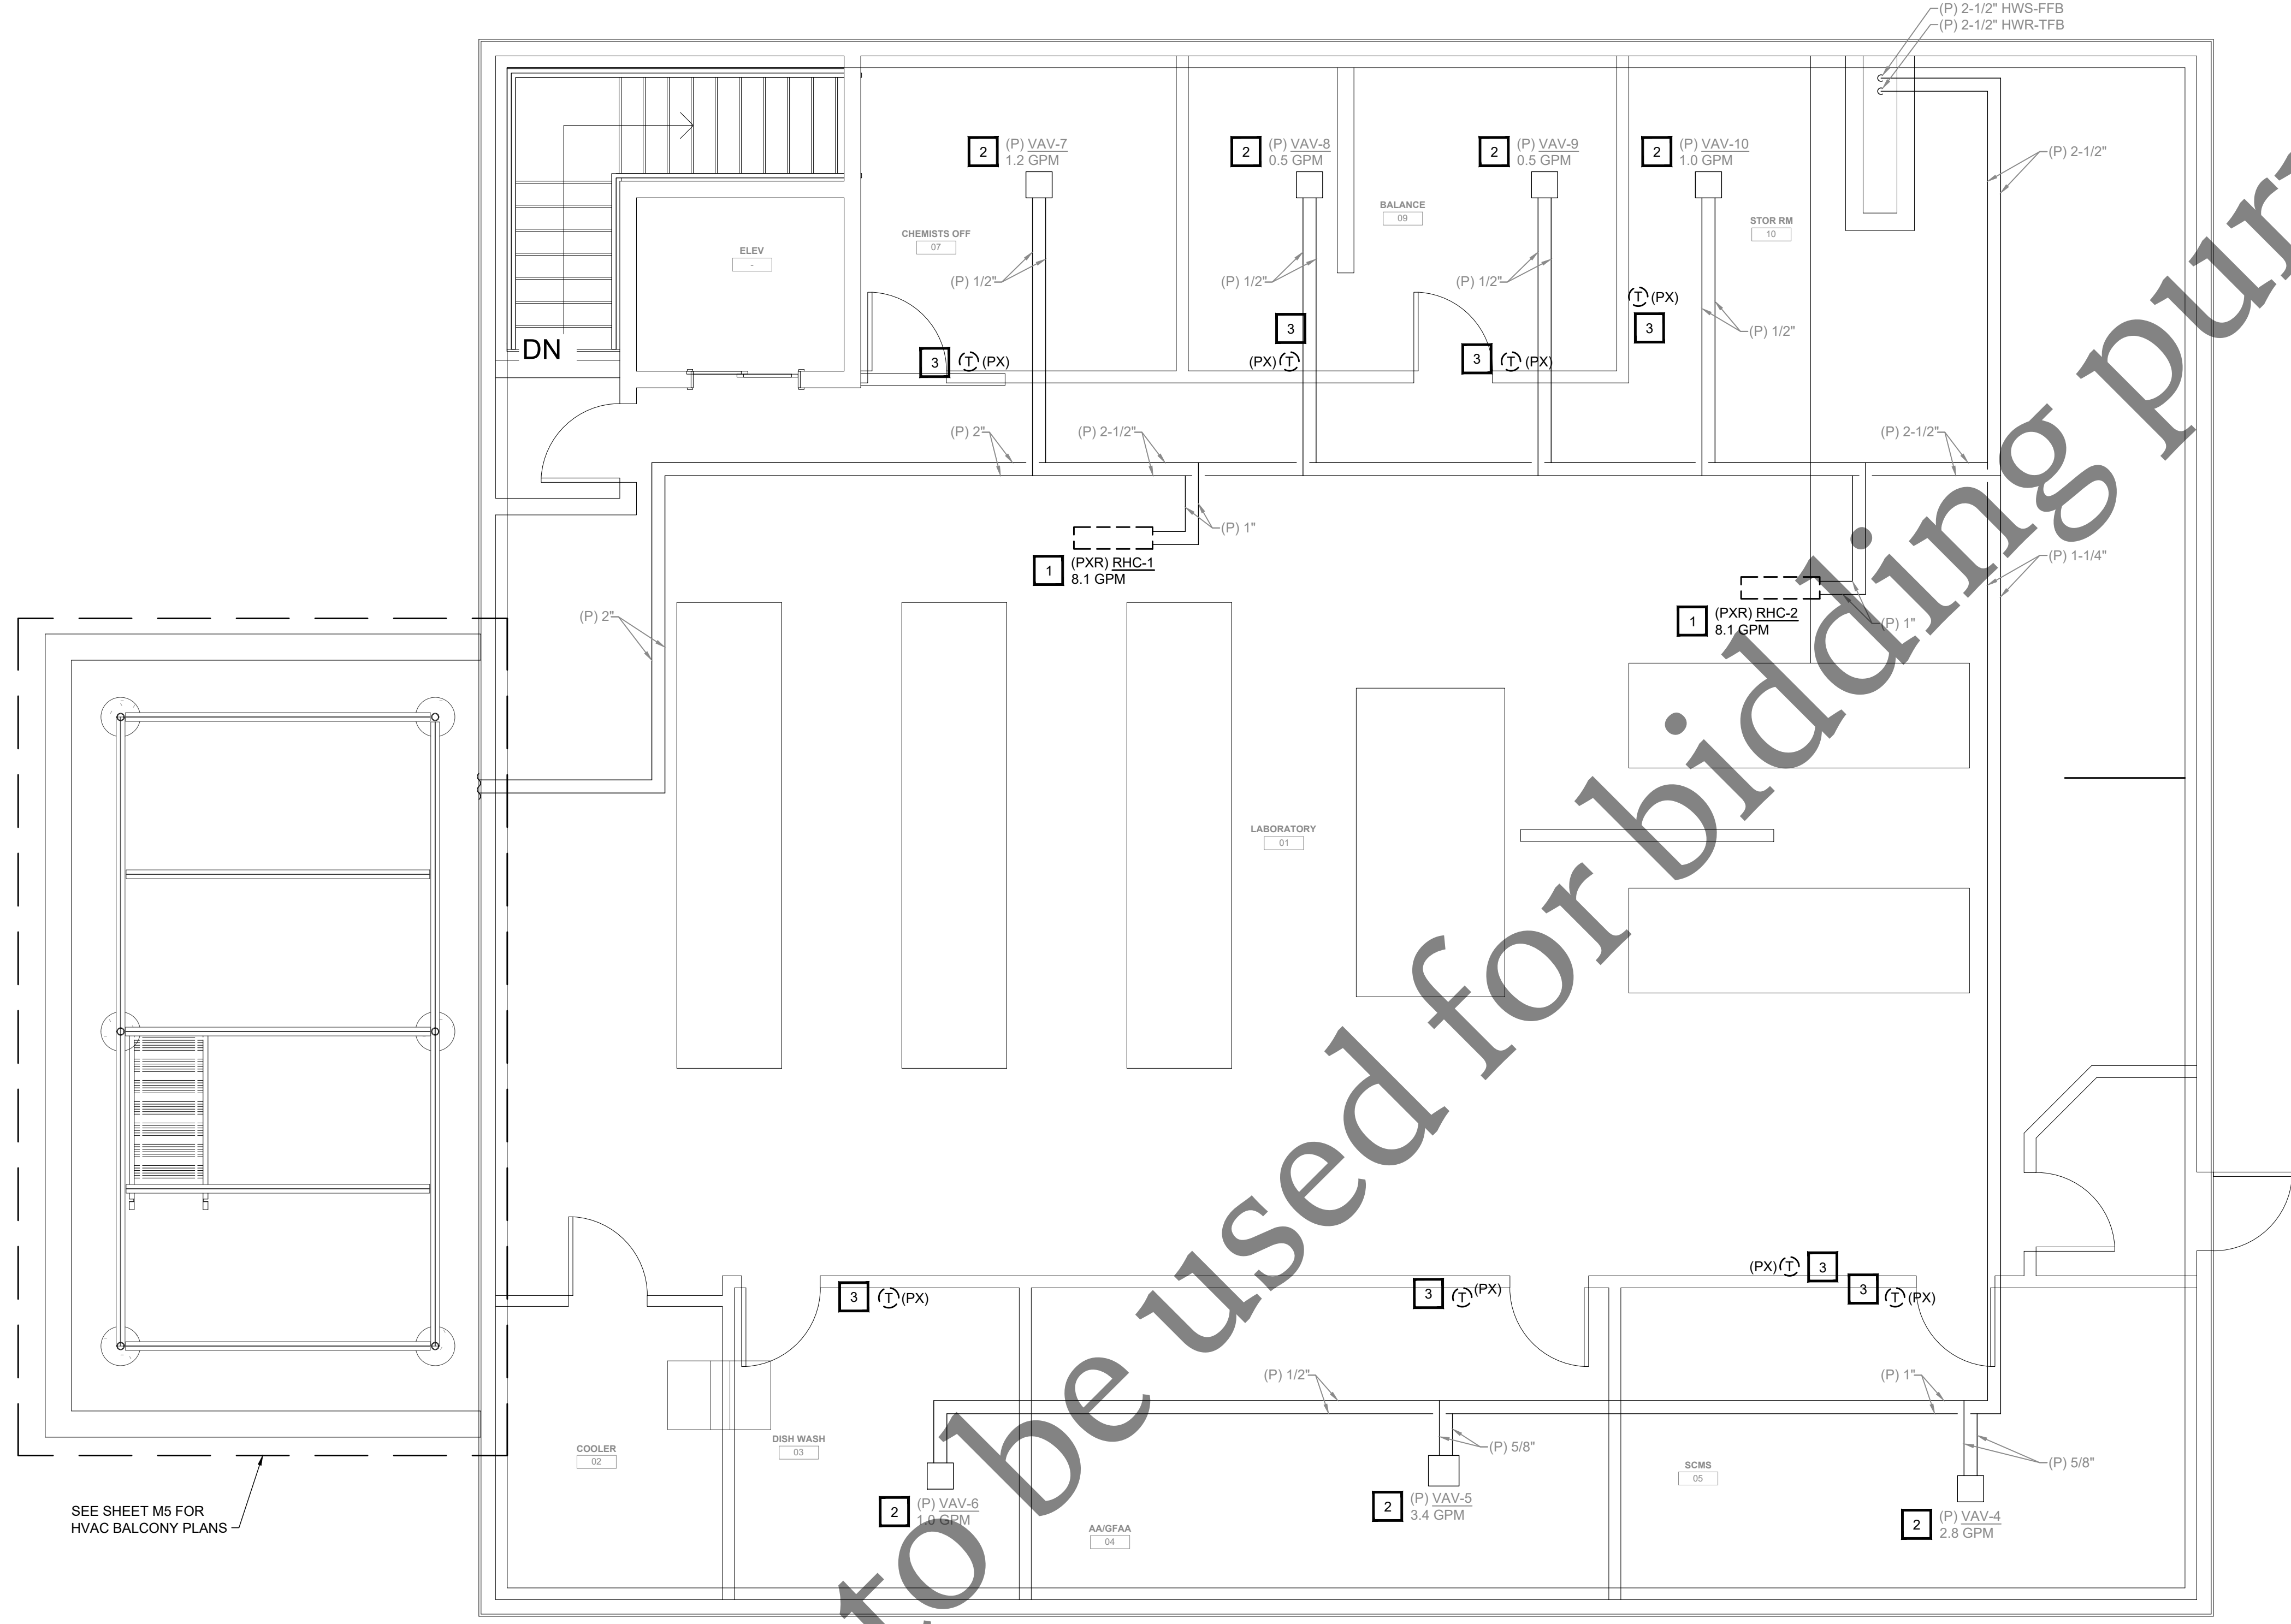 (P) 2-1/2" HWS-FFB
(P) 2-1/2" HWR-TFB
2
(P) VAV-7
1.2 GPM
2
(P) VAV-8
0.5 GPM
2
(P) VAV-9
0.5 GPM
2
(P) VAV-10
1.0 GPM
(P) 2-1/2"
BALANCE
09
STOR RM
10
CHEMISTS OFF
07
ELEV
-
(P) 1/2"
(P) 1/2"
(P) 1/2"
T (PX)
3
(P) 1/2"
3
DN
3
T (PX)
(PX) T
3
T (PX)
(P) 2"
(P) 2-1/2"
(P) 2-1/2"
(P) 1"
1
(PXR) RHC-1
8.1 GPM
(P) 1-1/4"
(P) 2"
1
(PXR) RHC-2
8.1 GPM
(P) 1"
LABORATORY
01
(PX) T
3
3
T (PX)
3
T (PX)
3
T (PX)
(P) 1/2"
(P) 1"
DISH WASH
03
COOLER
02
(P) 5/8"
SCMS
05
(P) 5/8"
2
(P) VAV-6
1.0 GPM
2
(P) VAV-5
3.4 GPM
2
(P) VAV-4
2.8 GPM
AA/GFAA
04
SEE SHEET M5 FOR
HVAC BALCONY PLANS
to be used for bidding